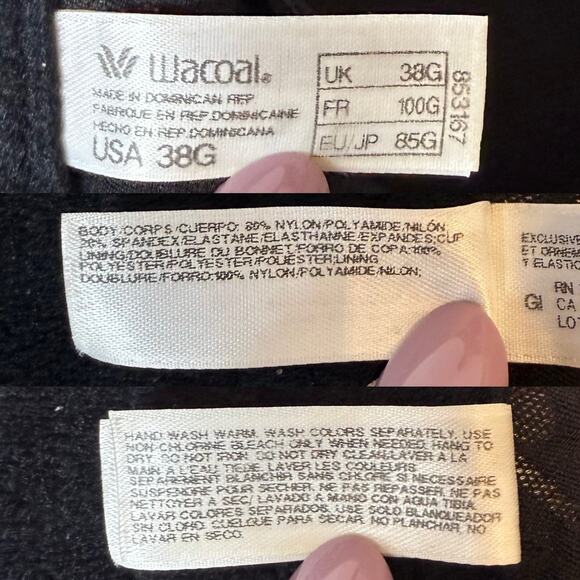 Wacoal®
MADE IN DOMINICAN REP
FABRIQUE EN REP.DOMINICAINE
HECHO EN REP.DOMINICANA
USA 38G
UK 38G
FR 100G
EU/JP 85G
853167
BODY/CORPS/CUERPO: 80% NYLON/POLYAMIDE/NILÓN
20% SPANDEX/ELASTANE/ELASTHANNE/EXPANDES;CUP
LINING/DOUBLURE DU BONNET/FORRO DE COPA:100%
POLYESTER/POLYESTER/POLIÉSTER;LINING
DOUBLURE/FORRO:100% NYLON/POLYAMIDE/NILON;
EXCLUSIVE
ET ORNEM
Y ELASTIC
RN
GI CA
LOT
HAND WASH WARM. WASH COLORS SEPARATELY. USE
NON-CHLORINE BLEACH ONLY WHEN NEEDED. HANG TO
DRY. DO NOT IRON. DO NOT DRY CLEAN/LAVER A LA
MAIN A L'EAU TIEDE. LAVER LES COULEURS
SEPAREMENT BLANCHIR SANS CHLORE, SI NECESSAIRE
SUSPENDRE POUR SECHER. NE PAS REPASSER. NE PAS
NETTOYER A SEC/ LAVADO A MANO CON AGUA TIBIA.
LAVAR COLORES SEPARATE. USE SOLO BLANQUEADOR
SIN CLORO. CUELGUE PARA SECAR. NO PLANCHAR. NO
LAVAR EN SECO.